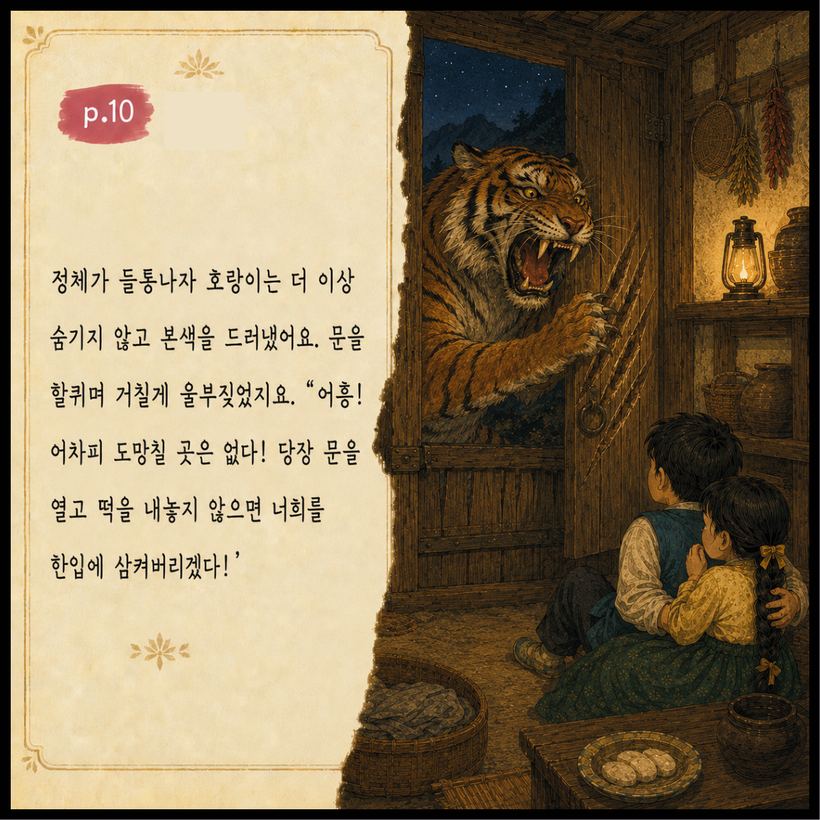 p.10
정체가 들통나자 호랑이는 더 이상
숨기지 않고 본색을 드러냈어요. 문을
할퀴며 거칠게 울부짖었지요. “어흥!
어차피 도망칠 곳은 없다! 당장 문을
열고 떡을 내놓지 않으면 너희를
한입에 삼켜버리겠다!’